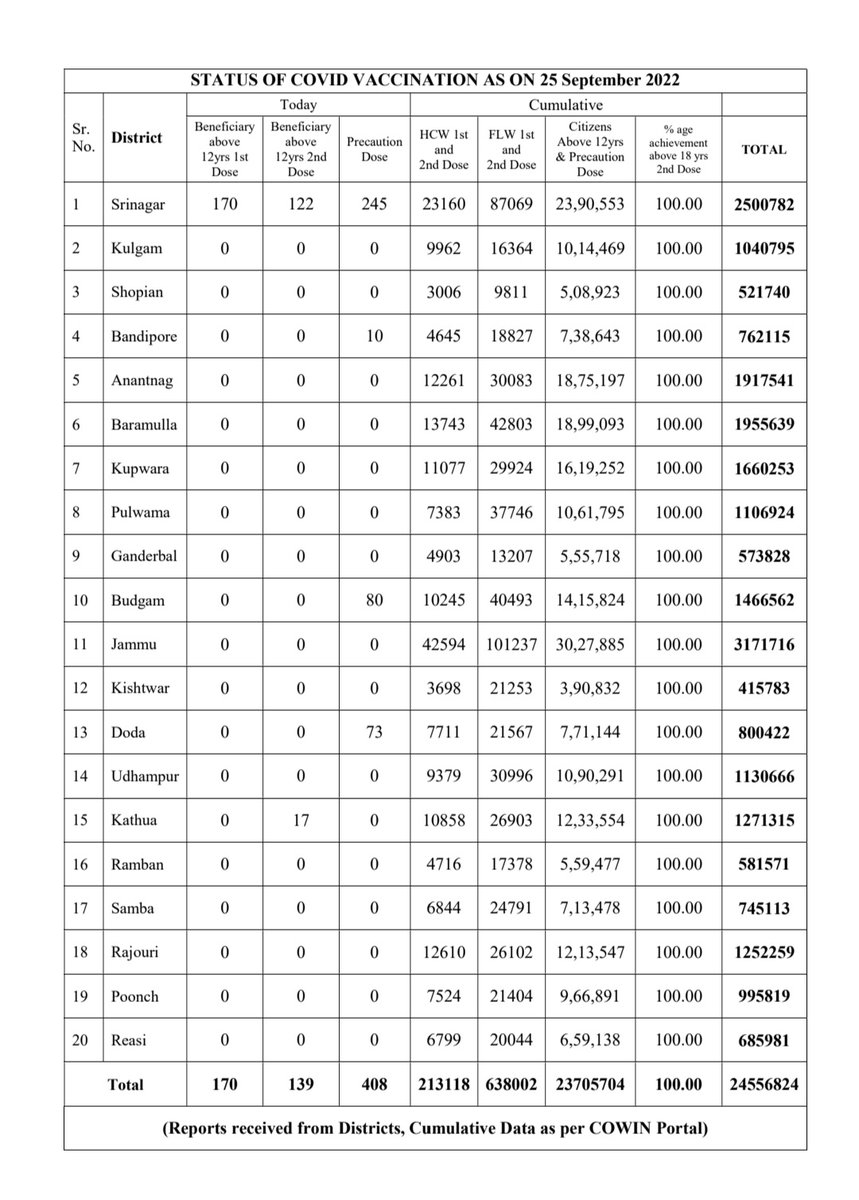 STATUS OF COVID VACCINATION AS ON 25 September 2022
Today Cumulative
Sr. No. District Beneficiary above 12yrs 1st Dose Beneficiary above 12yrs 2nd Dose Precaution Dose HCW 1st and 2nd Dose FLW 1st and 2nd Dose Citizens Above 12yrs & Precaution Dose % age achievement above 18 yrs 2nd Dose TOTAL
1 Srinagar 170 122 245 23160 87069 23,90,553 100.00 2500782
2 Kulgam 0 0 0 9962 16364 10,14,469 100.00 1040795
3 Shopian 0 0 0 3006 9811 5,08,923 100.00 521740
4 Bandipore 0 0 10 4645 18827 7,38,643 100.00 762115
5 Anantnag 0 0 0 12261 30083 18,75,197 100.00 1917541
6 Baramulla 0 0 0 13743 42803 18,99,093 100.00 1955639
7 Kupwara 0 0 0 11077 29924 16,19,252 100.00 1660253
8 Pulwama 0 0 0 7383 37746 10,61,795 100.00 1106924
9 Ganderbal 0 0 0 4903 13207 5,55,718 100.00 573828
10 Budgam 0 0 80 10245 40493 14,15,824 100.00 1466562
11 Jammu 0 0 0 42594 101237 30,27,885 100.00 3171716
12 Kishtwar 0 0 0 3698 21253 3,90,832 100.00 415783
13 Doda 0 0 73 7711 21567 7,71,144 100.00 800422
14 Udhampur 0 0 0 9379 30996 10,90,291 100.00 1130666
15 Kathua 0 17 0 10858 26903 12,33,554 100.00 1271315
16 Ramban 0 0 0 4716 17378 5,59,477 100.00 581571
17 Samba 0 0 0 6844 24791 7,13,478 100.00 745113
18 Rajouri 0 0 0 12610 26102 12,13,547 100.00 1252259
19 Poonch 0 0 0 7524 21404 9,66,891 100.00 995819
20 Reasi 0 0 0 6799 20044 6,59,138 100.00 685981
Total 170 139 408 213118 638002 23705704 100.00 24556824
(Reports received from Districts, Cumulative Data as per COWIN Portal)